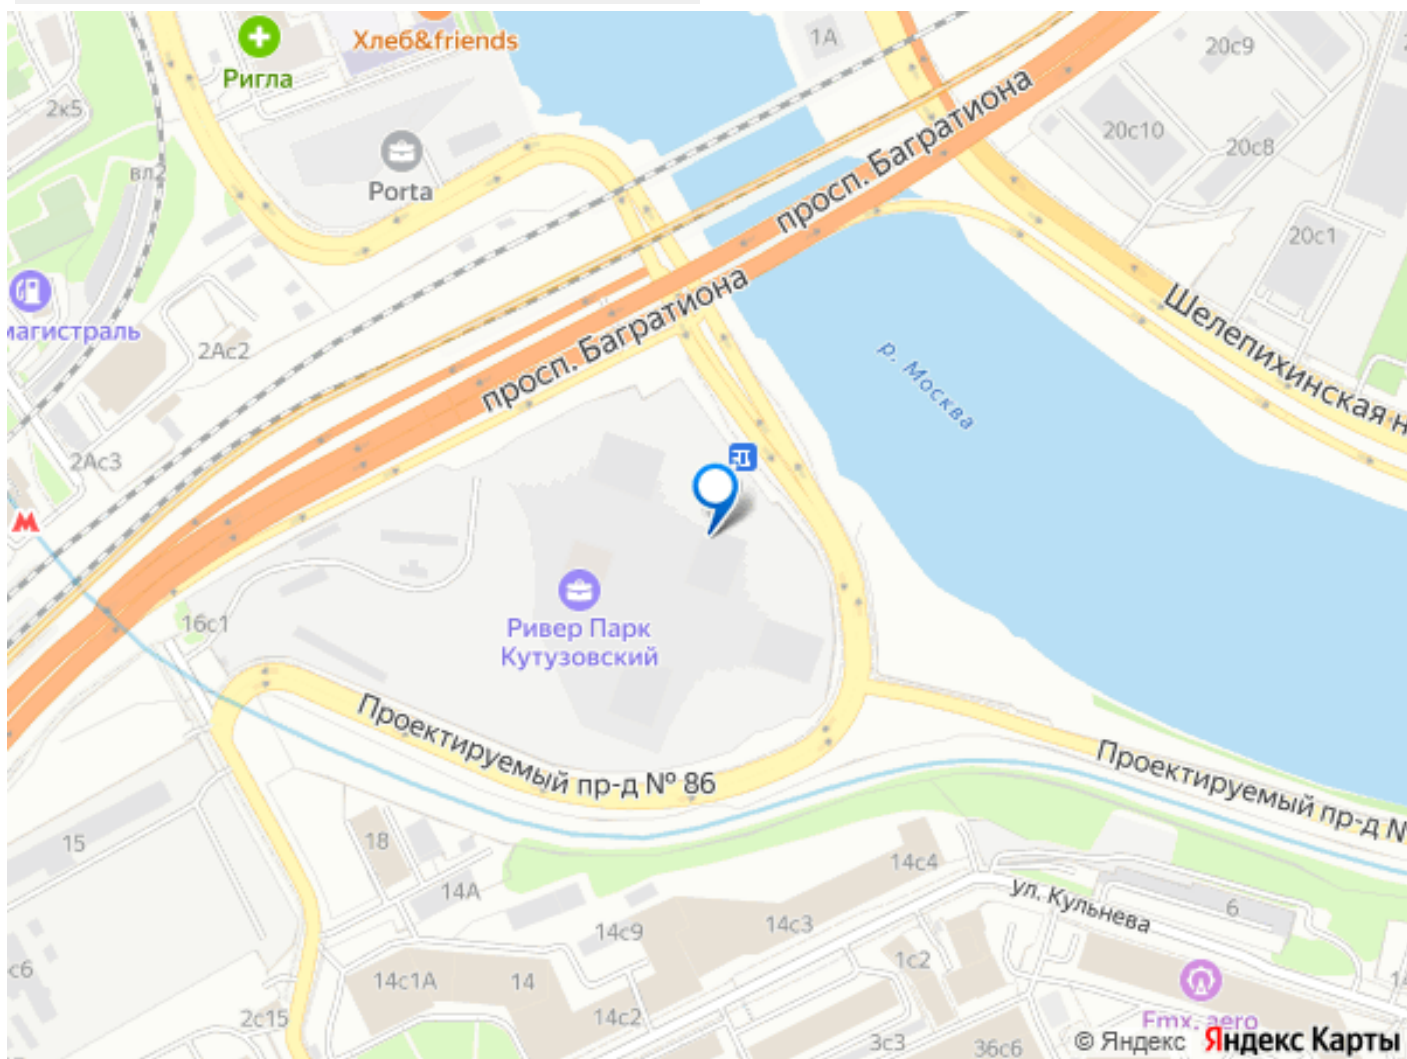 Хлеб&friends
1А
20с9
Ригла
2к5
20с10
20с8
вл2
Porta
просп. Багратиона
20с1
магистраль
2Ас2
просп. Багратиона
р. Москва
Шелепихинская н
2Ас3
М
16с1
Ривер Парк
Кутузовский
Проектируемый пр-д № 86
Проектируемый пр-д №
15
18
14А
14с4
ул. Кульнева
6
14с9
14с3
1с2
с6
14с1А
14
14
2с15
14с2
3с3
36с6
Fmx. aero
© Яндекс Яндекс Карты